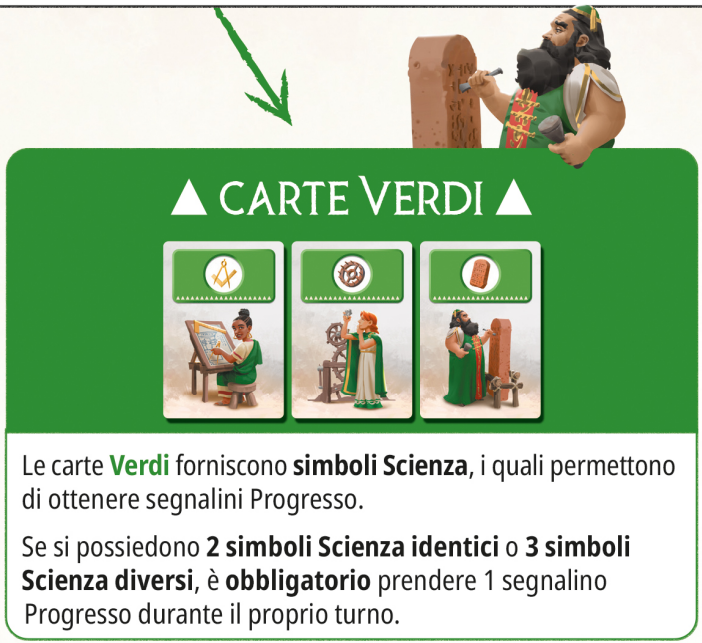 CARTE VERDI
Le carte Verdi forniscono simboli Scienza, i quali permettono
di ottenere segnalini Progresso.
Se si possiedono 2 simboli Scienza identici o 3 simboli
Scienza diversi, è obbligatorio prendere 1 segnalino
Progresso durante il proprio turno.